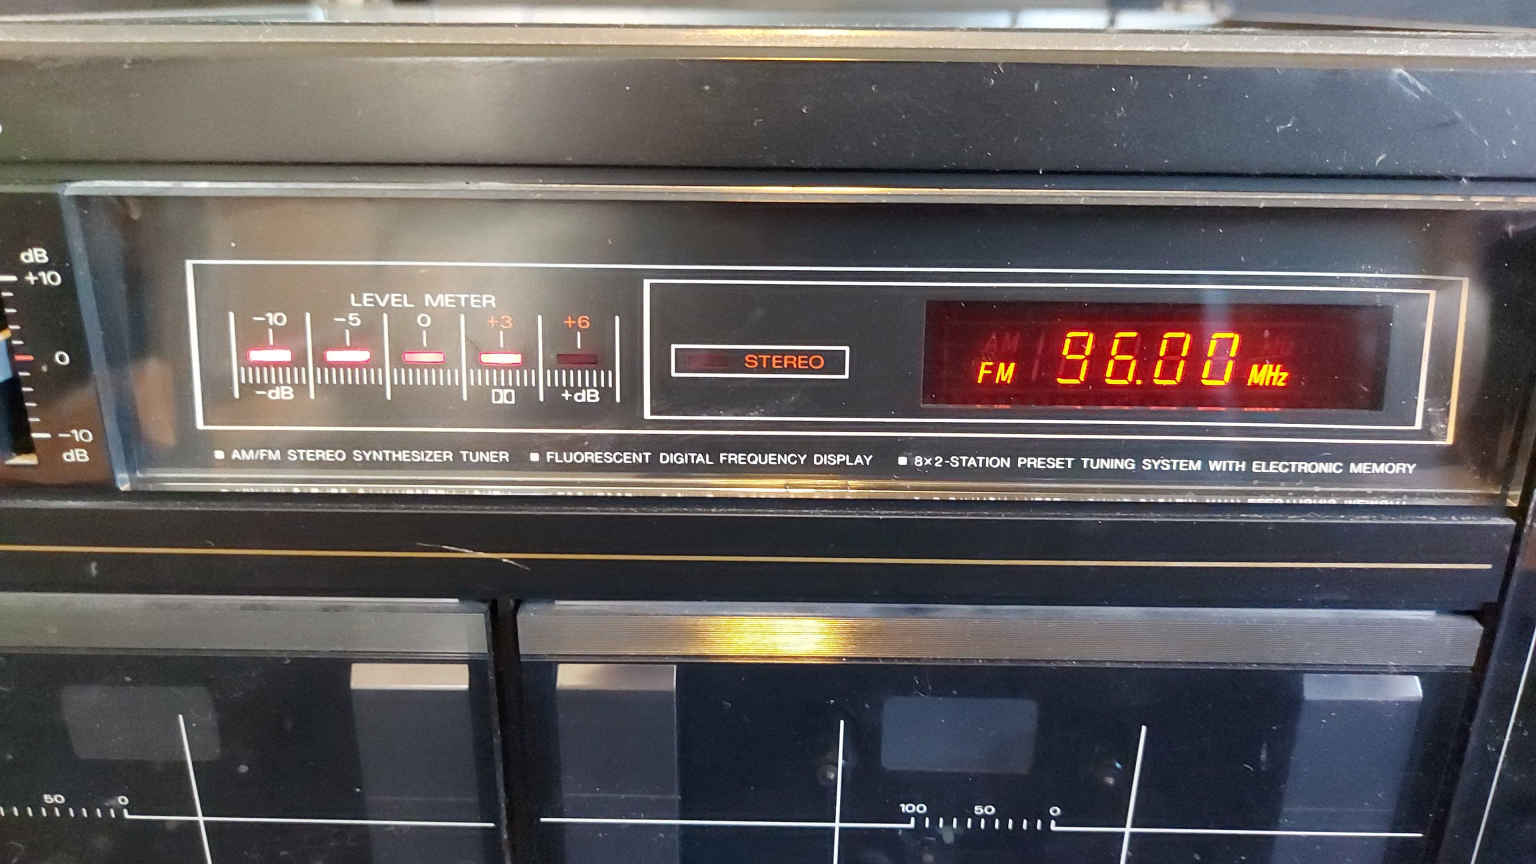 dB
+10
0
−10
dB
LEVEL METER
−10 −5 0 +3 +6
−dB +dB
STEREO
FM 96.00 MHz
AM/FM STEREO SYNTHESIZER TUNER
FLUORESCENT DIGITAL FREQUENCY DISPLAY
8×2-STATION PRESET TUNING SYSTEM WITH ELECTRONIC MEMORY
50 0
100 50 0